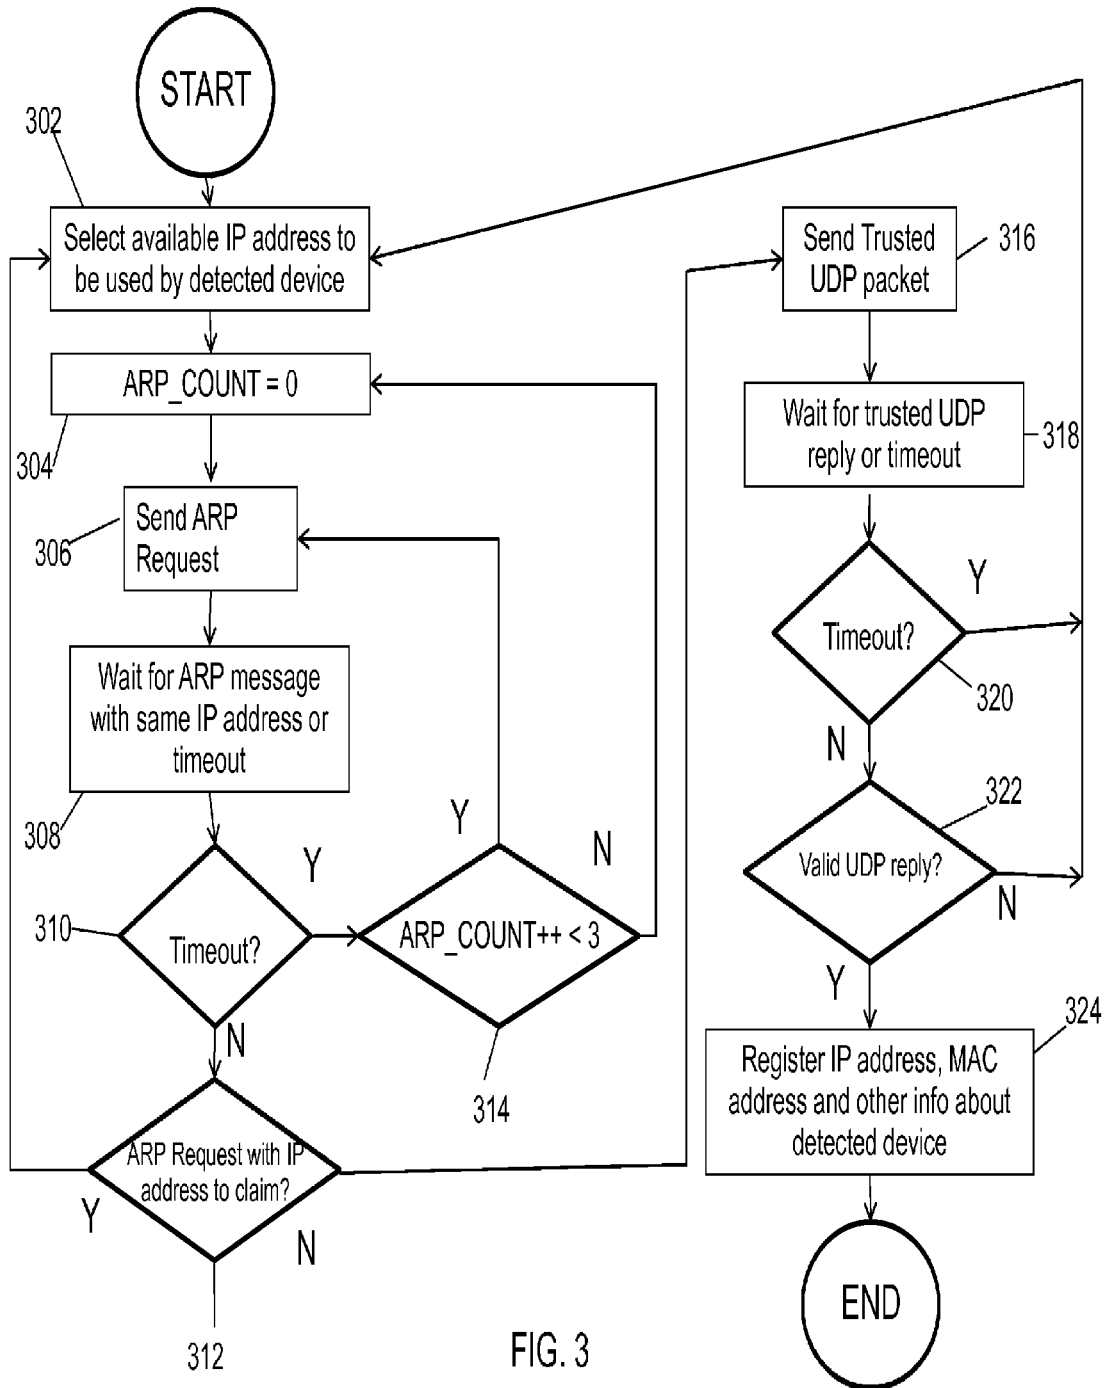 START
302
Select available IP address to
be used by detected device
ARP_COUNT = 0
304
Send ARP
Request
306
Wait for ARP message
with same IP address or
timeout
308
Timeout?
310
Y
N
ARP_COUNT++ < 3
Y
N
314
ARP Request with IP
address to claim?
Y
N
312
Send Trusted
UDP packet
316
Wait for trusted UDP
reply or timeout
318
Timeout?
Y
320
N
Valid UDP reply?
322
N
Y
Register IP address, MAC
address and other info about
detected device
324
END
FIG. 3